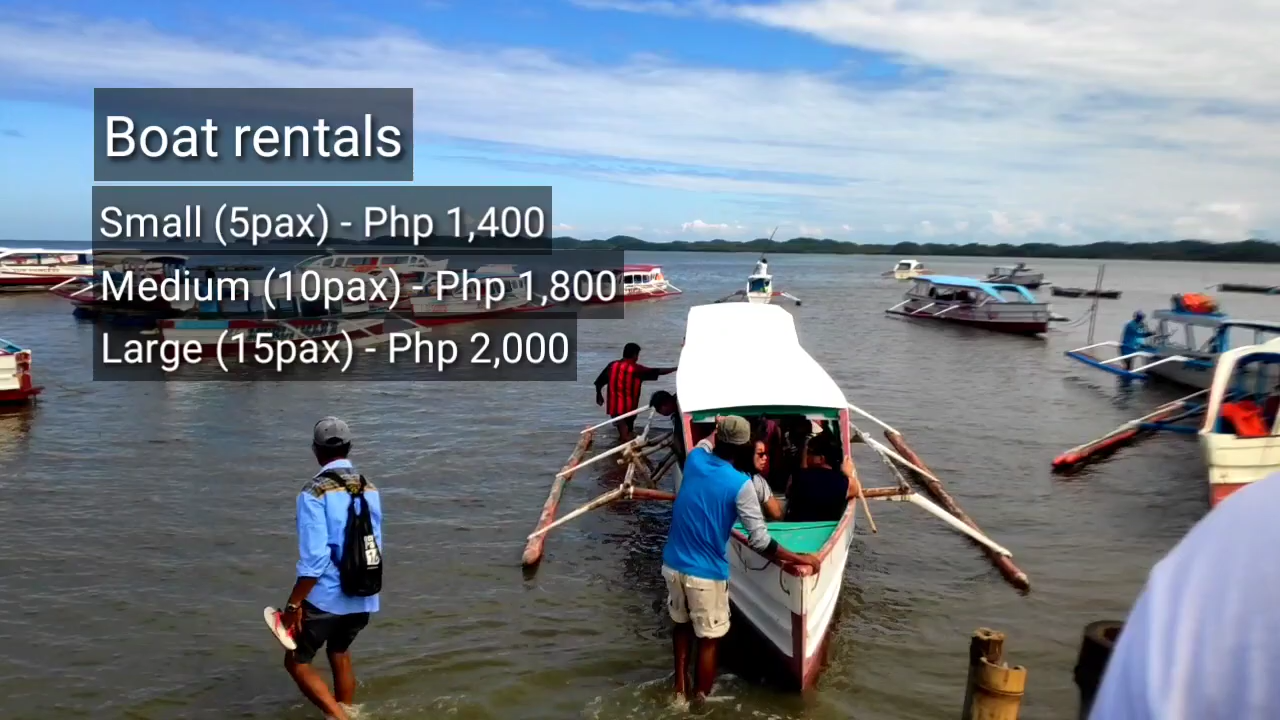 Boat rentals
Small (5pax) - Php 1,400
Medium (10pax) - Php 1,800
Large (15pax) - Php 2,000